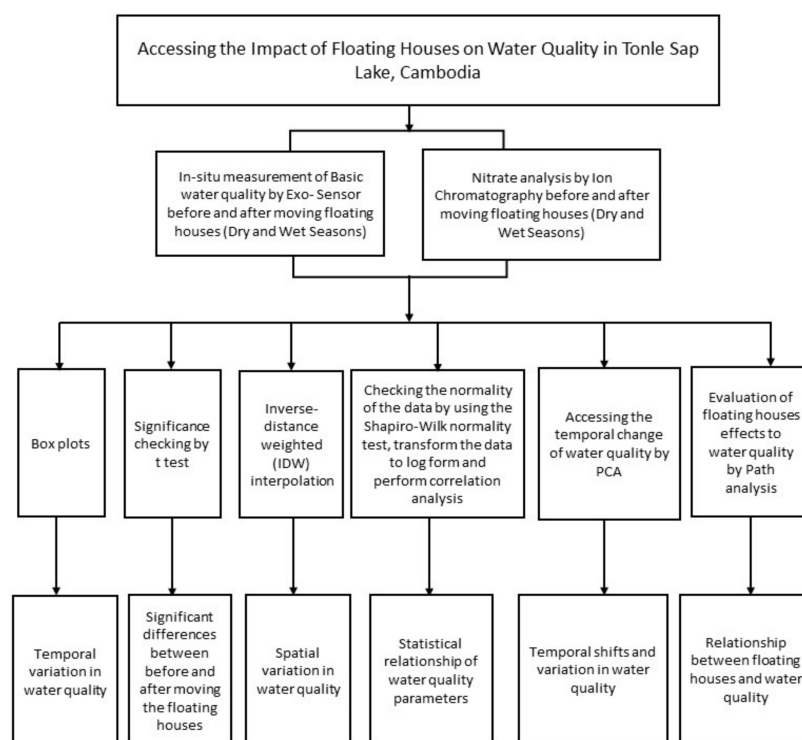 Accessing the Impact of Floating Houses on Water Quality in Tonle Sap
Lake, Cambodia
In-situ measurement of Basic
water quality by Exo- Sensor
before and after moving floating
houses (Dry and Wet Seasons)
Nitrate analysis by Ion
Chromatography before and after
moving floating houses (Dry and
Wet Seasons)
Box plots
Significance
checking by
t test
Inverse-
distance
weighted
(IDW)
interpolation
Checking the normality
of the data by using the
Shapiro-Wilk normality
test, transform the data
to log form and
perform correlation
analysis
Accessing the
temporal change
of water quality by
PCA
Evaluation of
floating houses
effects to
water quality
by Path
analysis
Temporal
variation in
water quality
Significant
differences
between
before and
after moving
the floating
houses
Spatial
variation in
water quality
Statistical
relationship of
water quality
parameters
Temporal shifts and
variation in water
quality
Relationship
between floating
houses and water
quality